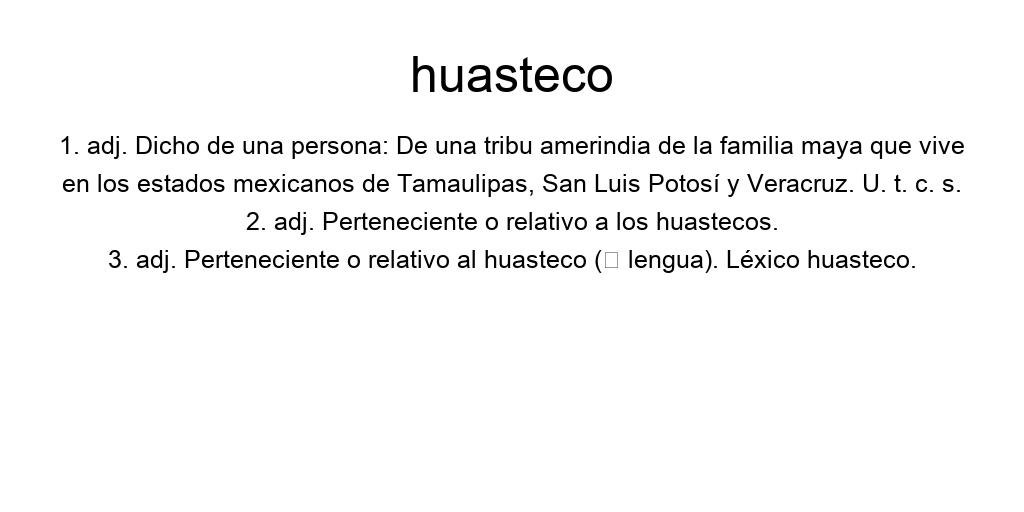 huasteco
1. adj. Dicho de una persona: De una tribu amerindia de la familia maya que vive
en los estados mexicanos de Tamaulipas, San Luis Potosí y Veracruz. U. t. c. s.
2. adj. Perteneciente o relativo a los huastecos.
3. adj. Perteneciente o relativo al huasteco (□ lengua). Léxico huasteco.